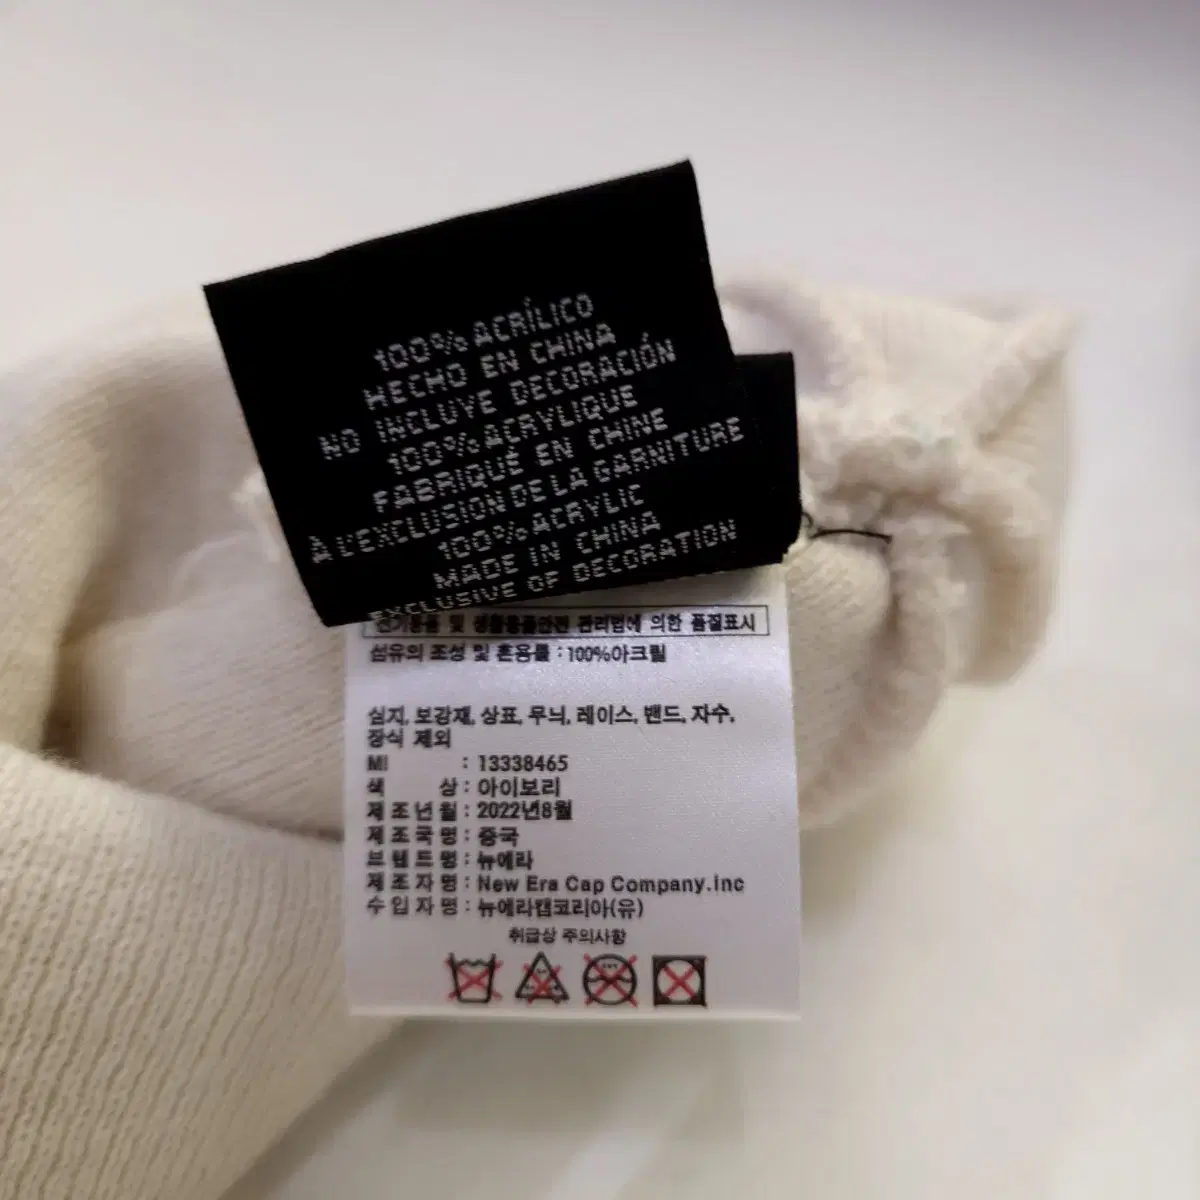 100% ACRÍLICO
HECHO EN CHINA
NO INCLUYE DECORACIÓN
100% ACRYLIQUE
FABRIQUÉ EN CHINE
À L'EXCLUSION DE LA GARNITURE
100% ACRYLIC
MADE IN CHINA
EXCLUSIVE OF DECORATION
전기용품 및 생활용품안전 관리법에 의한 품질표시
섬유의 조성 및 혼용률 : 100%아크릴
심지, 보강재, 상표, 무늬, 레이스, 밴드, 자수,
장식 제외
MI : 13338465
색 상 : 아이보리
제조년월 : 2022년8월
제조국명 : 중국
브랜드명 : 뉴에라
제조자명 : New Era Cap Company.Inc
수입자명 : 뉴에라캡코리아(유)
취급상 주의사항